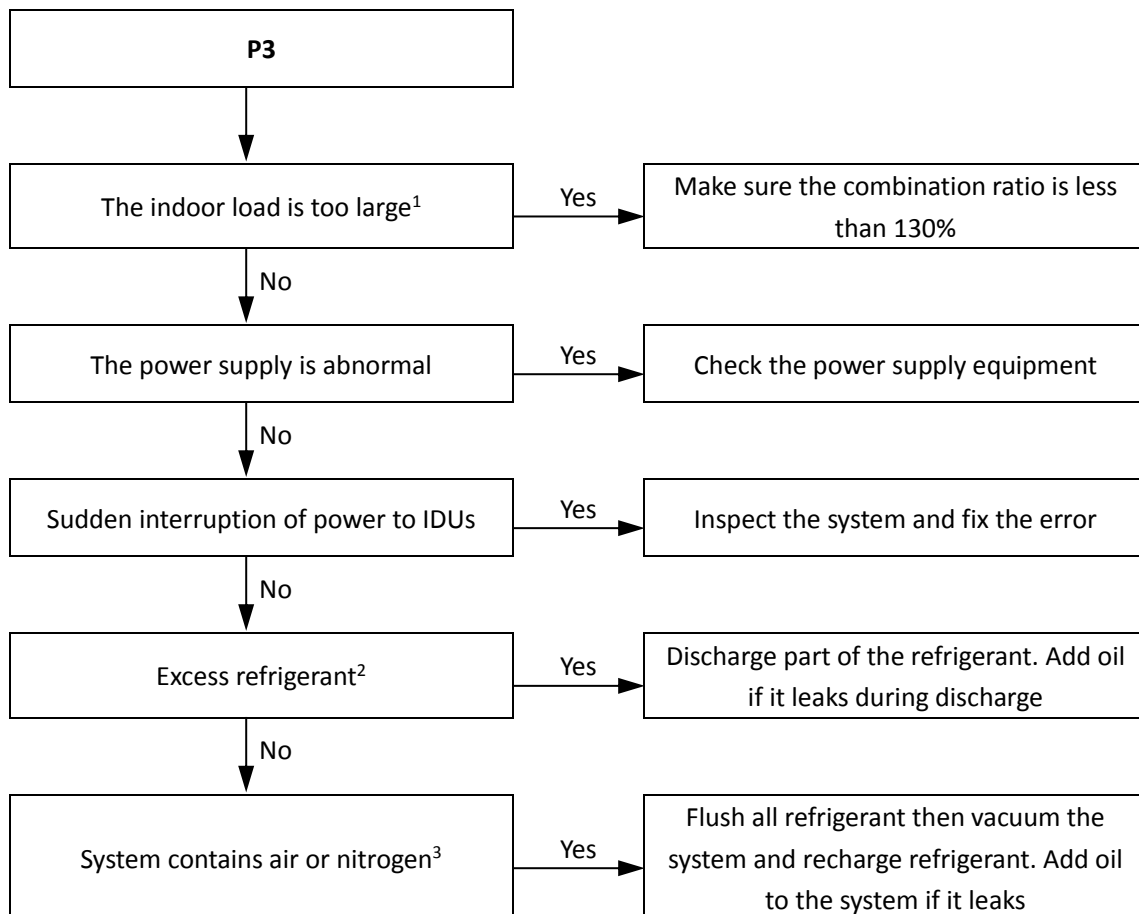 P3
The indoor load is too large¹
Yes
Make sure the combination ratio is less
than 130%
No
The power supply is abnormal
Yes
Check the power supply equipment
No
Sudden interruption of power to IDUs
Yes
Inspect the system and fix the error
No
Excess refrigerant²
Yes
Discharge part of the refrigerant. Add oil
if it leaks during discharge
No
System contains air or nitrogen³
Yes
Flush all refrigerant then vacuum the
system and recharge refrigerant. Add oil
to the system if it leaks